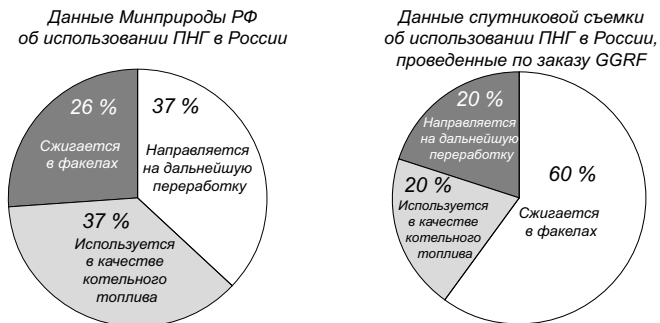 Данные Минприроды РФ
об использовании ПНГ в России
26 %
Сжигается
в факелах
37 %
Направляется
на дальнейшую
переработку
37 %
Используется
в качестве
котельного
топлива
Данные спутниковой съемки
об использовании ПНГ в России,
проведенные по заказу GGRF
20 %
Направляется
на дальнейшую
переработку
20 %
Используется
в качестве
котельного
топлива
60 %
Сжигается
в факелах